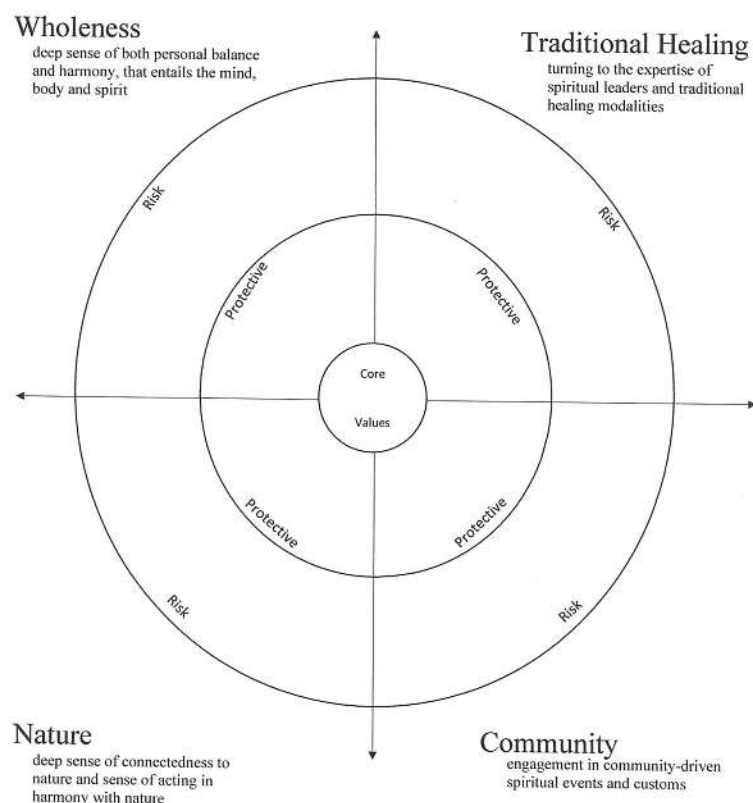 Wholeness
deep sense of both personal balance
and harmony, that entails the mind,
body and spirit
Traditional Healing
turning to the expertise of
spiritual leaders and traditional
healing modalities
Risk
Risk
Protective
Protective
Core
Values
Protective
Protective
Risk
Risk
Nature
deep sense of connectedness to
nature and sense of acting in
harmony with nature
Community
engagement in community-driven
spiritual events and customs